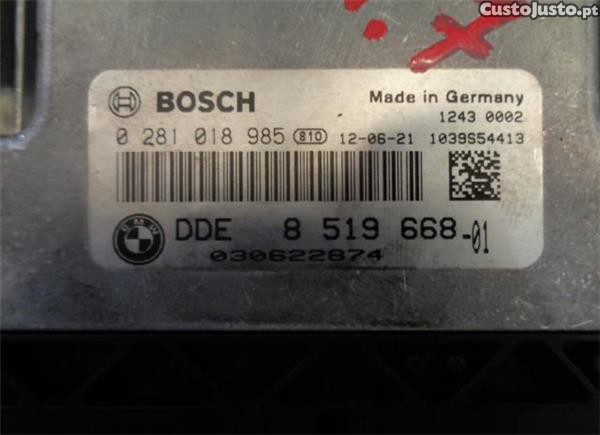 CustoJusto.pt
BOSCH
Made in Germany
1243 0002
0 281 018 985 810 12-06-21 1039S54413
BMW DDE 8 519 668-01
030622874